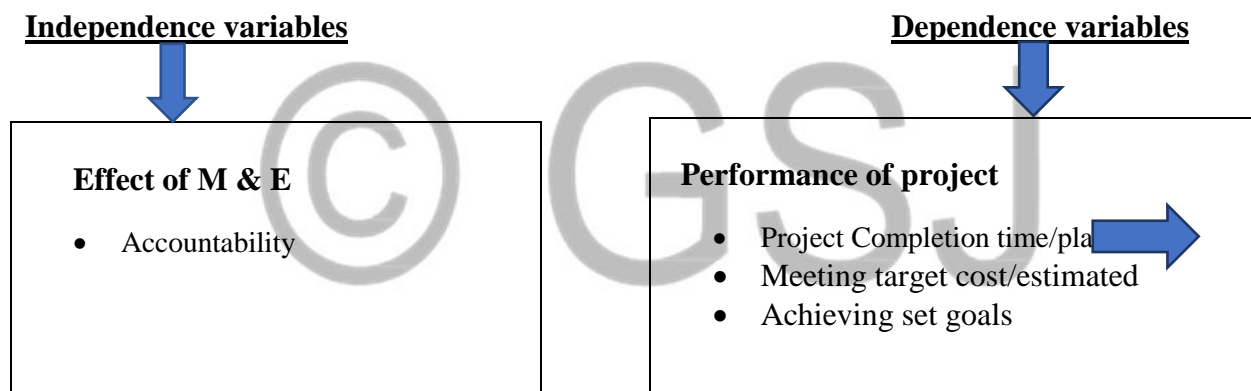 Independence variables
Dependence variables
© GSJ
Effect of M & E
• Accountability
Performance of project
• Project Completion time/pla
• Meeting target cost/estimated
• Achieving set goals